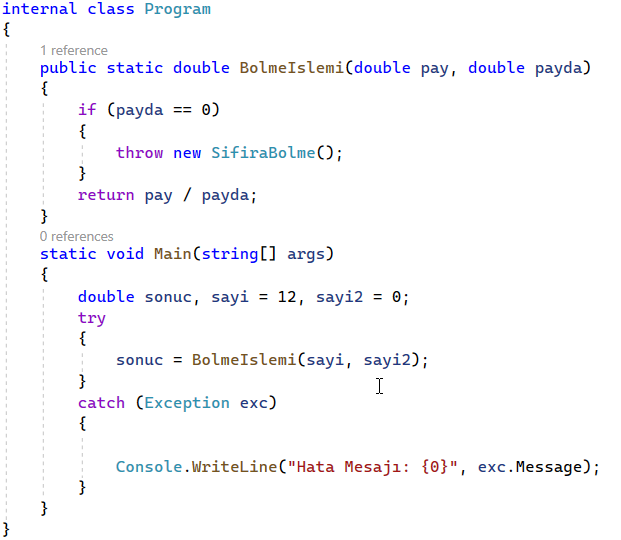 internal class Program
{
1 reference
public static double BolmeIslemi(double pay, double payda)
{
if (payda == 0)
{
throw new SifiraBolme();
}
return pay / payda;
}
0 references
static void Main(string[] args)
{
double sonuc, sayi = 12, sayi2 = 0;
try
{
sonuc = BolmeIslemi(sayi, sayi2);
}
catch (Exception exc)
{
Console.WriteLine("Hata Mesajı: {0}", exc.Message);
}
}
}